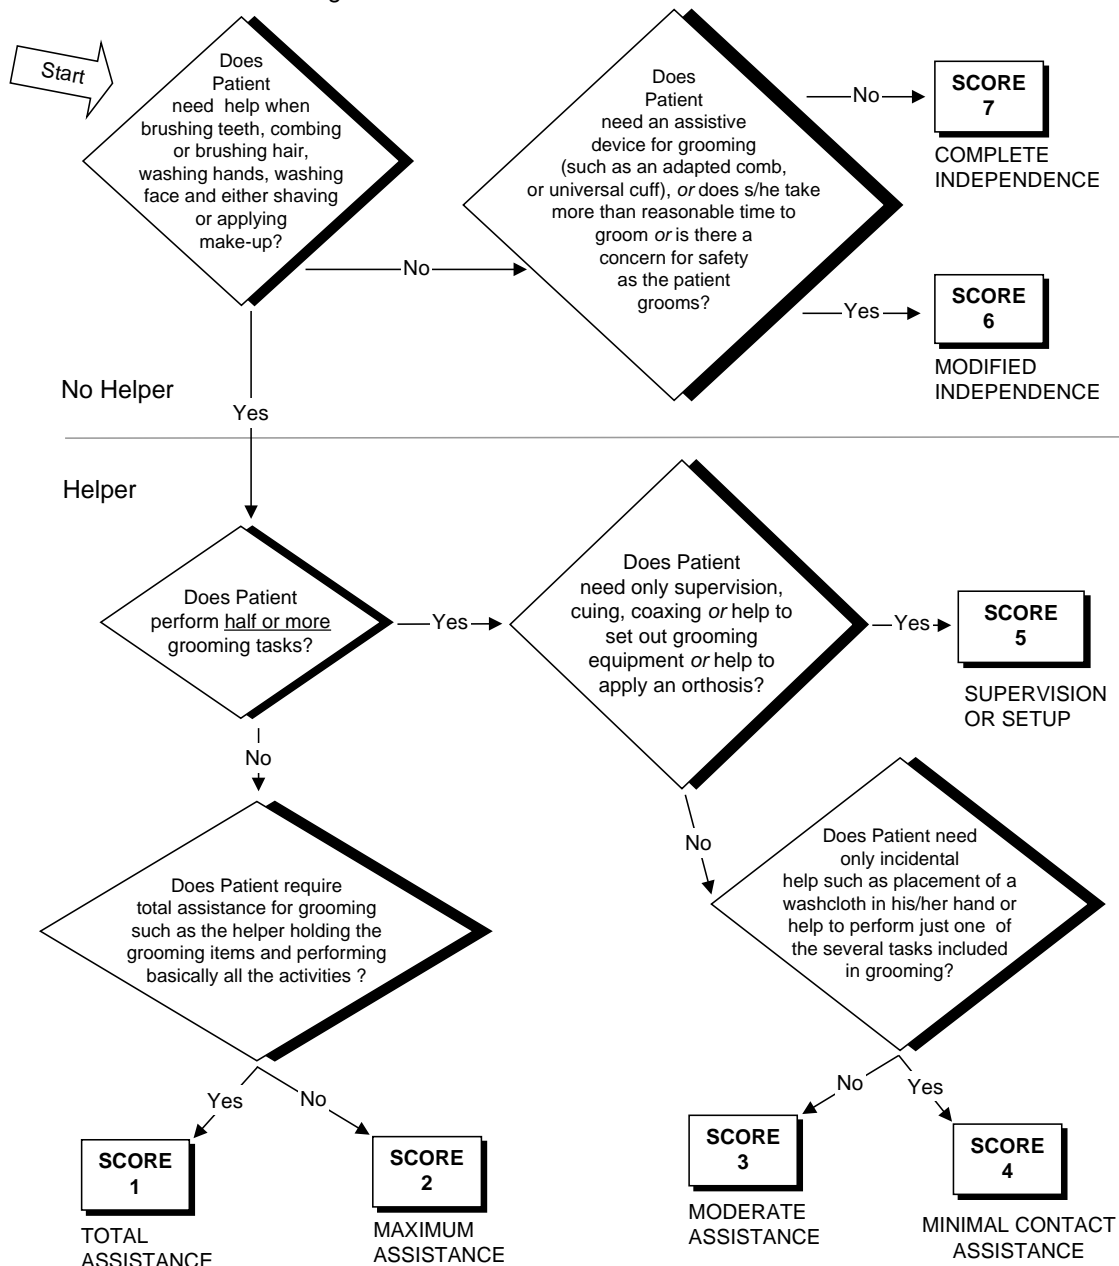 Start
Does
Patient
need help when
brushing teeth, combing
or brushing hair,
washing hands, washing
face and either shaving
or applying
make-up?
No
Does
Patient
need an assistive
device for grooming
(such as an adapted comb,
or universal cuff), or does s/he take
more than reasonable time to
groom or is there a
concern for safety
as the patient
grooms?
No
SCORE
7
COMPLETE
INDEPENDENCE
Yes
SCORE
6
MODIFIED
INDEPENDENCE
No Helper
Yes
Helper
Does Patient
perform half or more
grooming tasks?
Yes
Does Patient
need only supervision,
cuing, coaxing or help to
set out grooming
equipment or help to
apply an orthosis?
Yes
SCORE
5
SUPERVISION
OR SETUP
No
No
Does Patient require
total assistance for grooming
such as the helper holding the
grooming items and performing
basically all the activities ?
Does Patient need
only incidental
help such as placement of a
washcloth in his/her hand or
help to perform just one of
the several tasks included
in grooming?
Yes
No
No
Yes
SCORE
1
TOTAL
ASSISTANCE
SCORE
2
MAXIMUM
ASSISTANCE
SCORE
3
MODERATE
ASSISTANCE
SCORE
4
MINIMAL CONTACT
ASSISTANCE